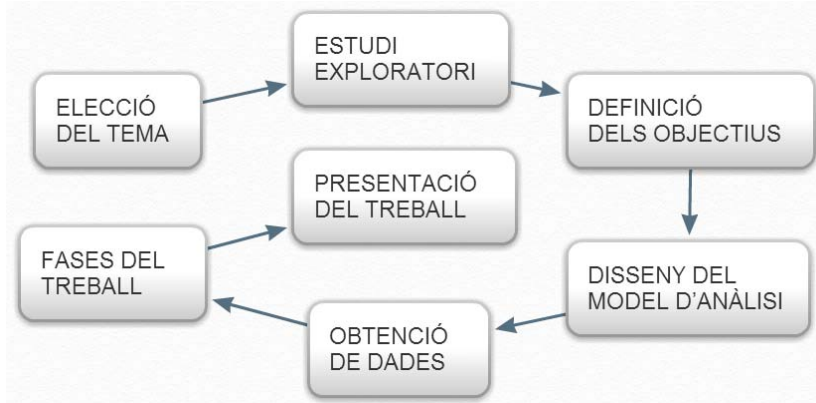 ELECCIÓ
DEL TEMA
ESTUDI
EXPLORATORI
DEFINICIÓ
DELS OBJECTIUS
DISSENY DEL
MODEL D'ANÀLISI
OBTENCIÓ
DE DADES
FASES DEL
TREBALL
PRESENTACIÓ
DEL TREBALL